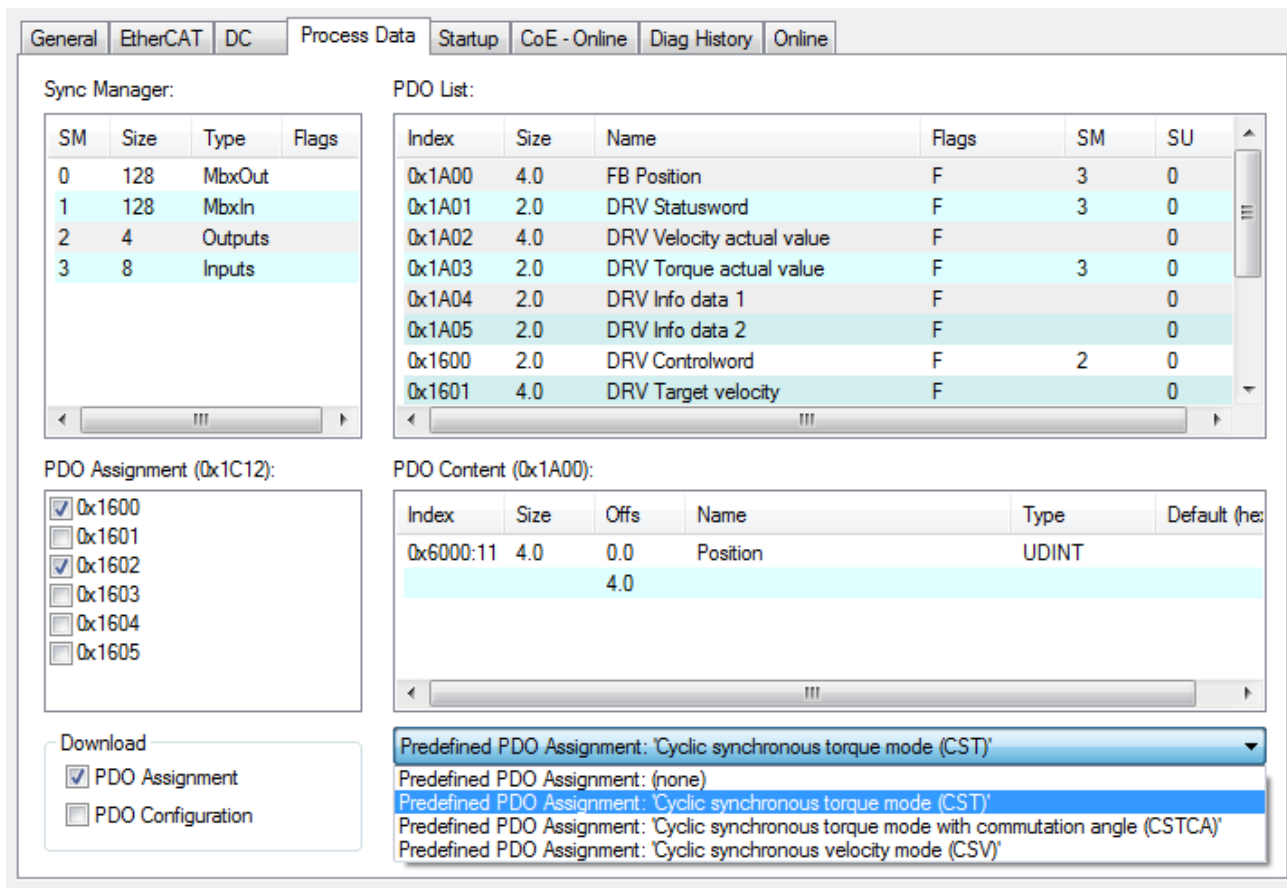 General EtherCAT DC Process Data Startup CoE - Online Diag History Online
Sync Manager:
SM Size Type Flags
0 128 MbxOut
1 128 MbxIn
2 4 Outputs
3 8 Inputs
PDO List:
Index Size Name Flags SM SU
0x1A00 4.0 FB Position F 3 0
0x1A01 2.0 DRV Statusword F 3 0
0x1A02 4.0 DRV Velocity actual value F 0
0x1A03 2.0 DRV Torque actual value F 3 0
0x1A04 2.0 DRV Info data 1 F 0
0x1A05 2.0 DRV Info data 2 F 0
0x1600 2.0 DRV Controlword F 2 0
0x1601 4.0 DRV Target velocity F 0
PDO Assignment (0x1C12):
0x1600
0x1601
0x1602
0x1603
0x1604
0x1605
PDO Content (0x1A00):
Index Size Offs Name Type Default (hex
0x6000:11 4.0 0.0 Position UDINT
4.0
Download
PDO Assignment
PDO Configuration
Predefined PDO Assignment: 'Cyclic synchronous torque mode (CST)'
Predefined PDO Assignment: (none)
Predefined PDO Assignment: 'Cyclic synchronous torque mode (CST)'
Predefined PDO Assignment: 'Cyclic synchronous torque mode with commutation angle (CSTCA)'
Predefined PDO Assignment: 'Cyclic synchronous velocity mode (CSV)'